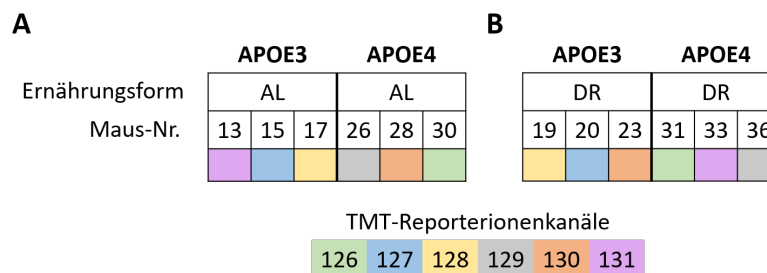 A B
APOE3 APOE4 APOE3 APOE4
Ernährungsform AL AL DR DR
Maus-Nr. 13 15 17 26 28 30 19 20 23 31 33 36
TMT-Reporterionenkanäle
126 127 128 129 130 131